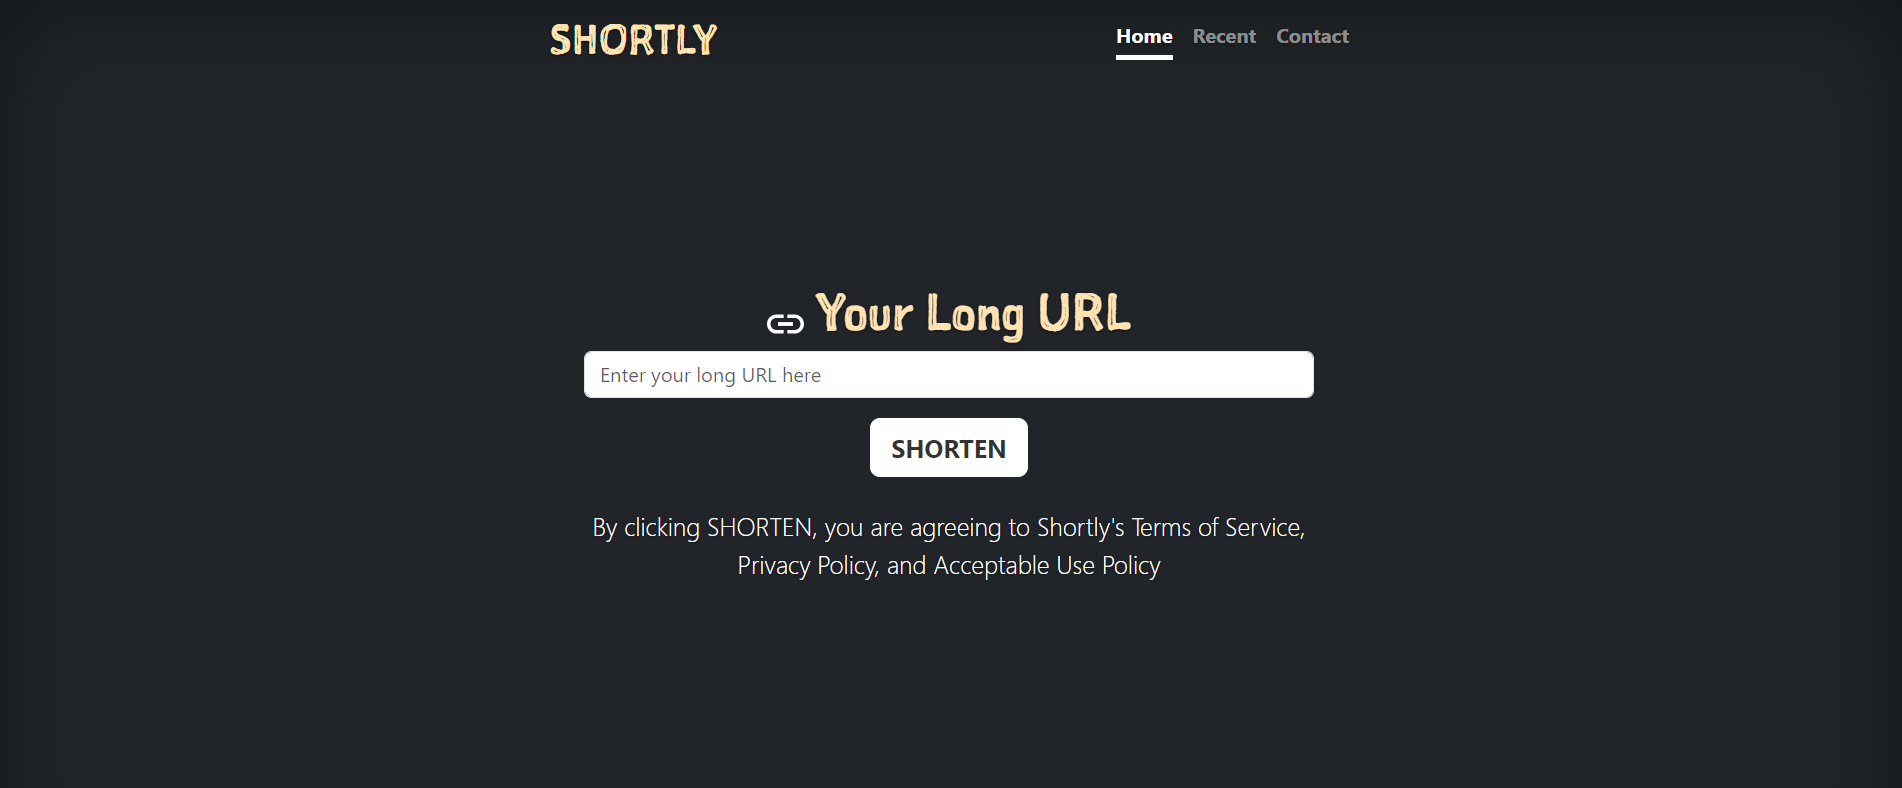 SHORTLY
Home Recent Contact
Your Long URL
Enter your long URL here
SHORTEN
By clicking SHORTEN, you are agreeing to Shortly's Terms of Service,
Privacy Policy, and Acceptable Use Policy